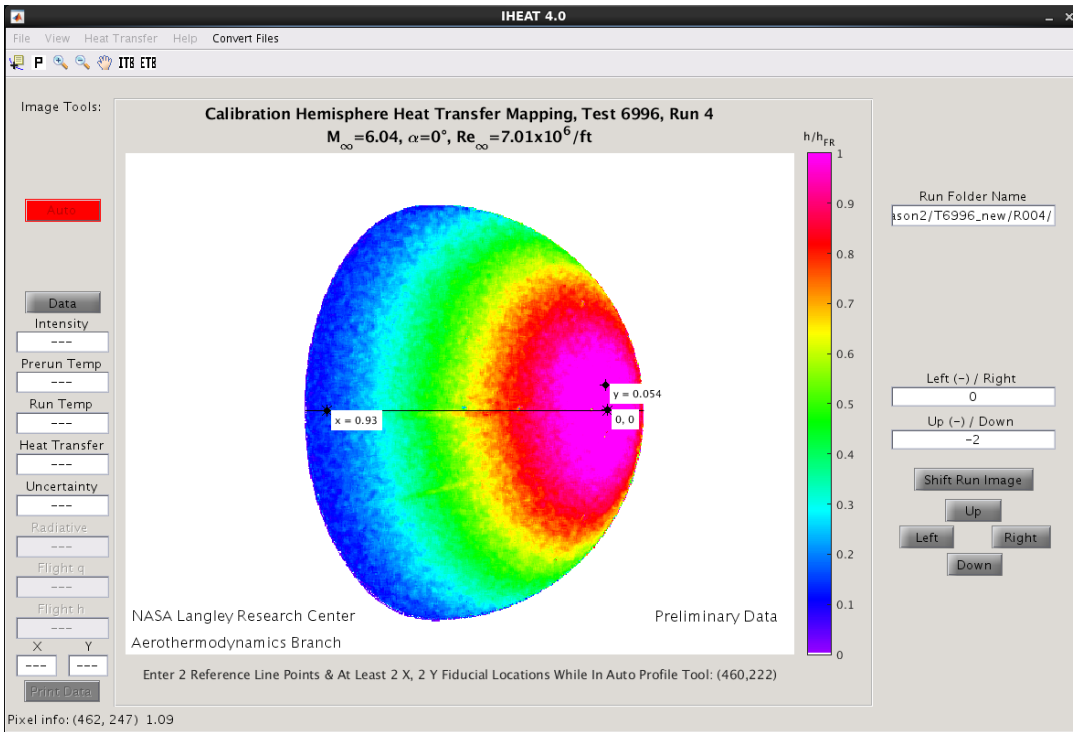 IHEAT 4.0
File View Heat Transfer Help Convert Files
P ITB ETB
Image Tools:
Auto
Data
Intensity
---
Prerun Temp
---
Run Temp
---
Heat Transfer
---
Uncertainty
---
Radiative
---
Flight q
---
Flight h
---
X Y
--- ---
Print Data
Calibration Hemisphere Heat Transfer Mapping, Test 6996, Run 4
M∞=6.04, α=0°, Re∞=7.01x10^6/ft
h/hFR
1
0.9
0.8
0.7
0.6
0.5
0.4
0.3
0.2
0.1
0
y = 0.054
x = 0.93
0, 0
NASA Langley Research Center
Aerothermodynamics Branch
Preliminary Data
Enter 2 Reference Line Points & At Least 2 X, 2 Y Fiducial Locations While In Auto Profile Tool: (460,222)
Run Folder Name
ason2/T6996_new/R004/
Left (-) / Right
0
Up (-) / Down
-2
Shift Run Image
Up
Left Right
Down
Pixel info: (462, 247) 1.09